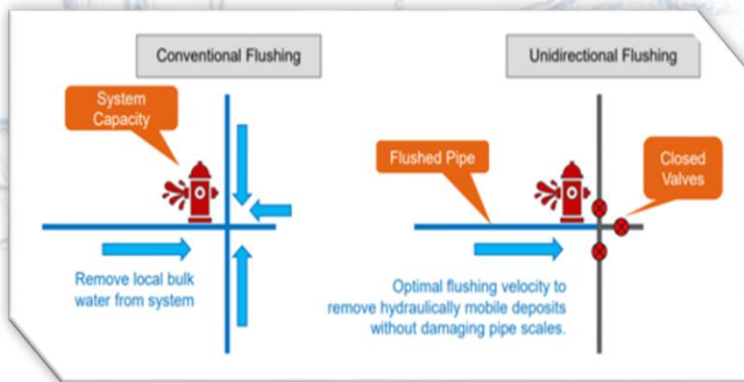 Conventional Flushing
System
Capacity
Remove local bulk
water from system
Unidirectional Flushing
Flushed Pipe
Closed
Valves
Optimal flushing velocity to
remove hydraulically mobile deposits
without damaging pipe scales.